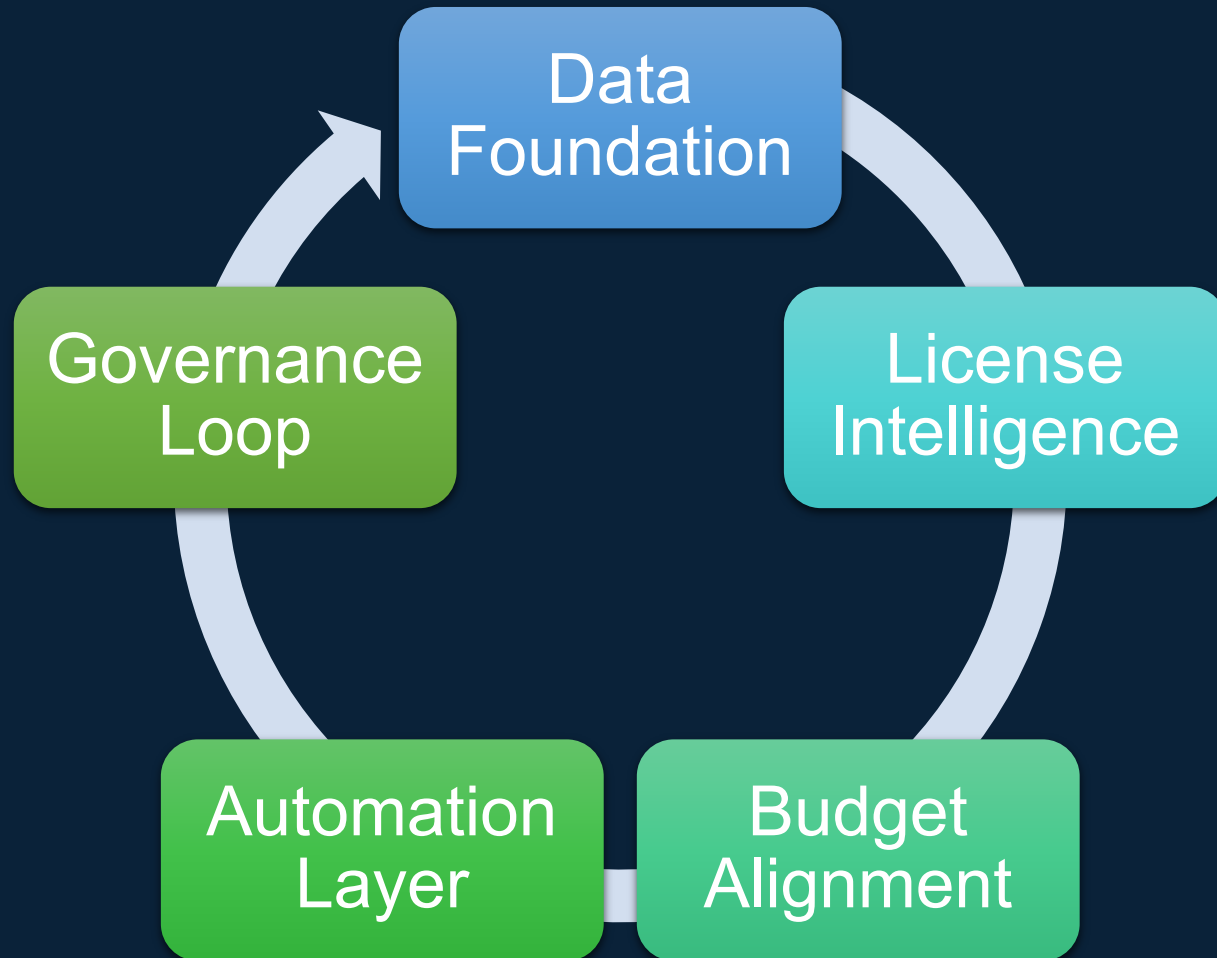 Data
Foundation
License
Intelligence
Budget
Alignment
Automation
Layer
Governance
Loop